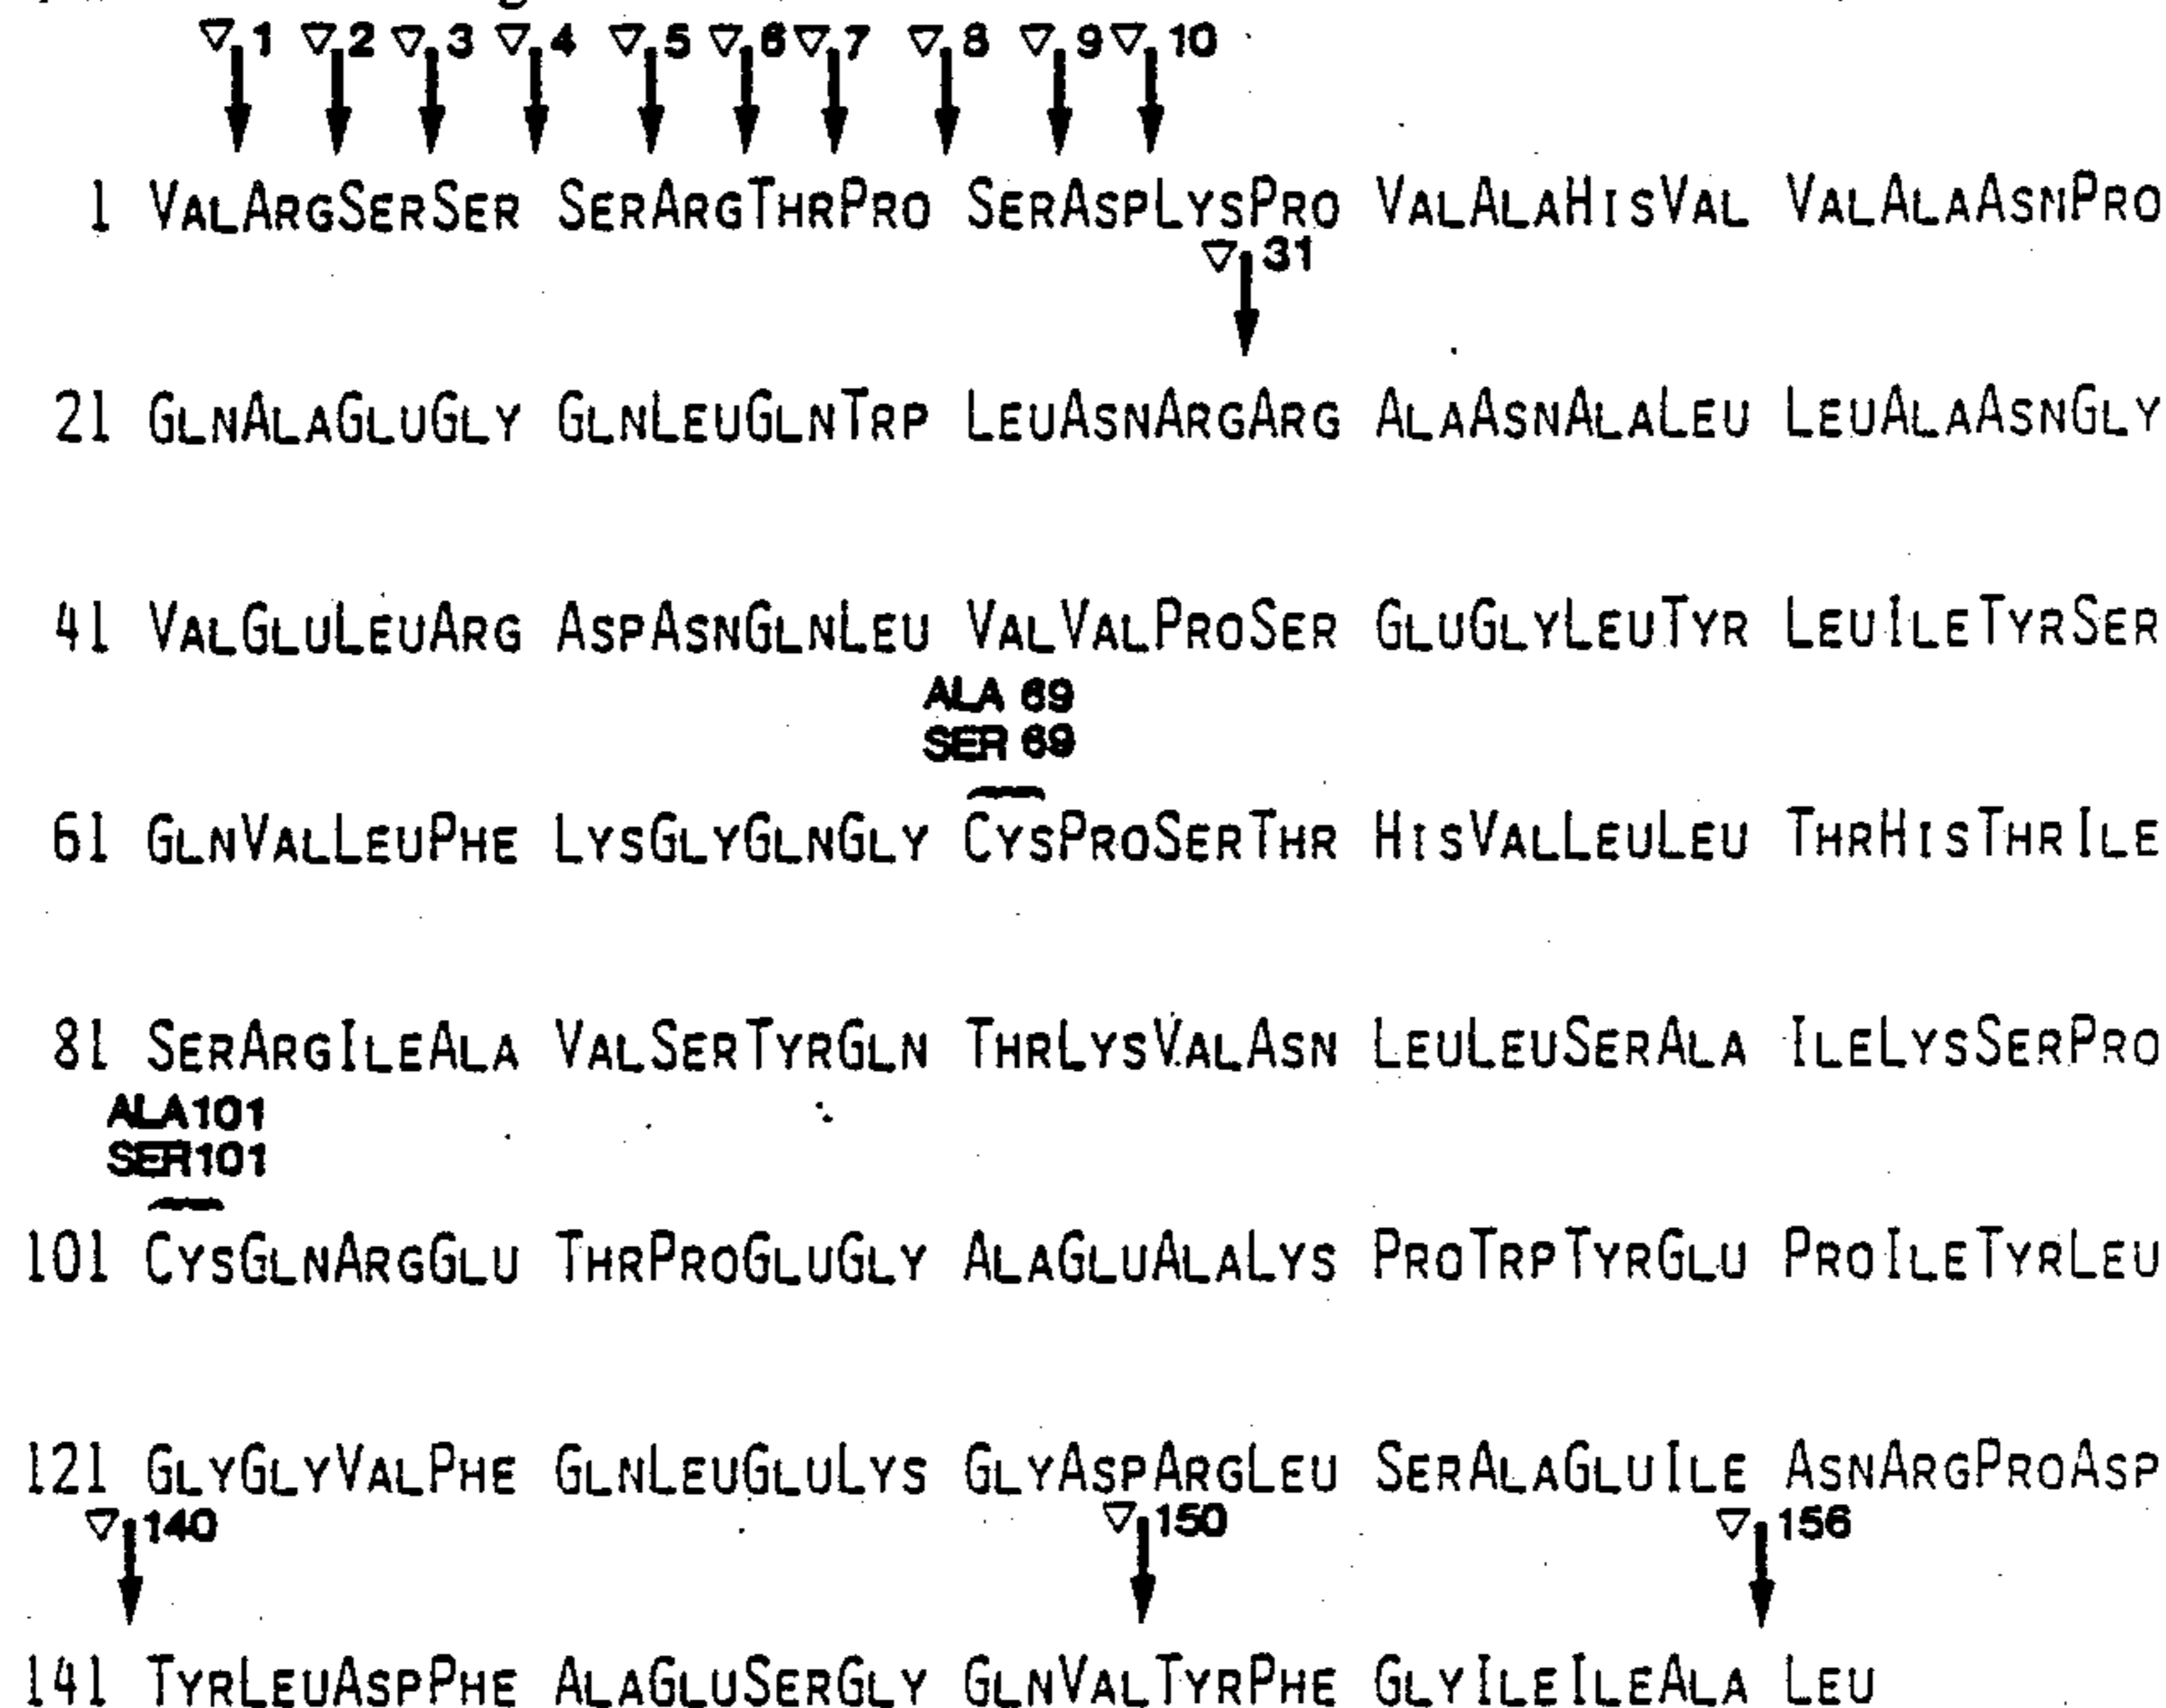 ▽1 ▽2 ▽3 ▽4 ▽5 ▽6 ▽7 ▽8 ▽9 ▽10
1 VALARGSERSER SERARGTHRPRO SERASPLYSPRO VALALAHISVAL VALALAASNPRO
▽31
21 GLNALAGLUGLY GLNLEUGLNTRP LEUASNARGARG ALAASNALALEU LEUALAASNGLY
41 VALGLULEUARG ASPASNGLNLEU VALVALPROSER GLUGLYLEUTYR LEUILETYRSER
ALA 69
SER 69
61 GLNVALLEUPHE LYSGLYGLNGLY CYSPROSERTHR HISVALLEULEU THRHISTHRILE
81 SERARGILEALA VALSERTYRGLN THRLYSVALASN LEULEUSERALA ILELYSSERPRO
ALA101
SER101
101 CYSGLNARGGLU THRPROGLUGLY ALAGLUALALYS PROTRPTYRGLU PROILETYRLEU
121 GLYGLYVALPHE GLNLEUGLULYS GLYASPARGLEU SERALAGLUILE ASNARGPROASP
▽140 ▽150 ▽156
141 TYRLEUASPPHE ALAGLUSERGLY GLNVALTYRPHE GLYILEILEALA LEU